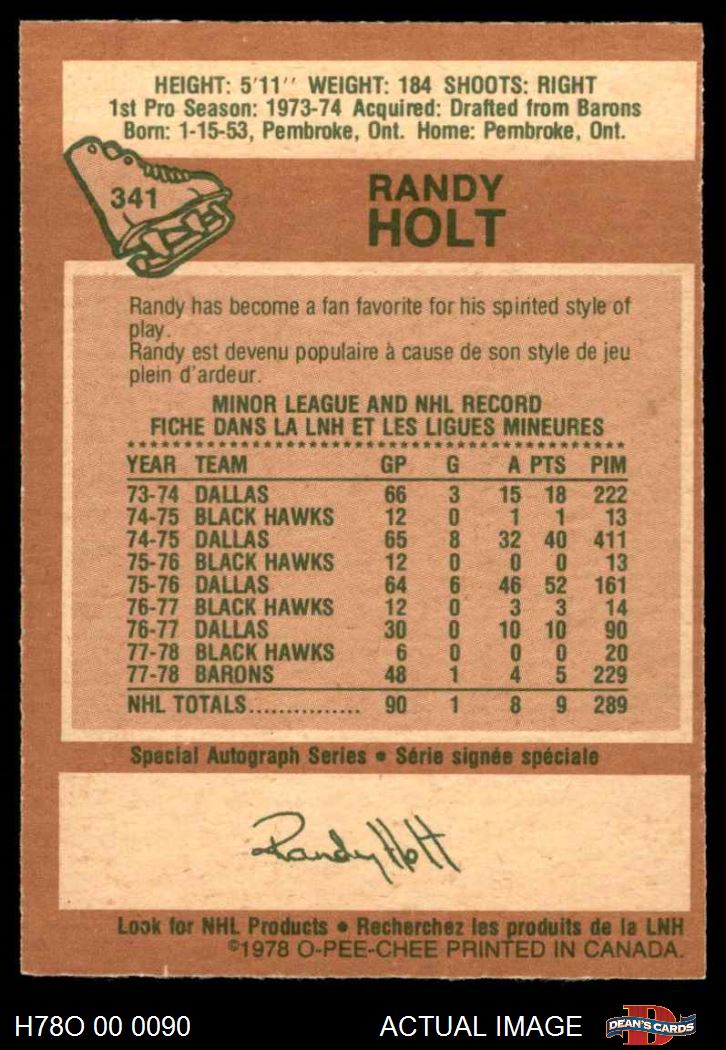 HEIGHT: 5'11'' WEIGHT: 184 SHOOTS: RIGHT
1st Pro Season: 1973-74 Acquired: Drafted from Barons
Born: 1-15-53, Pembroke, Ont. Home: Pembroke, Ont.
341
RANDY
HOLT
Randy has become a fan favorite for his spirited style of
play.
Randy est devenu populaire à cause de son style de jeu
plein d'ardeur.
MINOR LEAGUE AND NHL RECORD
FICHE DANS LA LNH ET LES LIGUES MINEURES
YEAR TEAM GP G A PTS PIM
73-74 DALLAS 66 3 15 18 222
74-75 BLACK HAWKS 12 0 1 1 13
74-75 DALLAS 65 8 32 40 411
75-76 BLACK HAWKS 12 0 0 0 13
75-76 DALLAS 64 6 46 52 161
76-77 BLACK HAWKS 12 0 3 3 14
76-77 DALLAS 30 0 10 10 90
77-78 BLACK HAWKS 6 0 0 0 20
77-78 BARONS 48 1 4 5 229
NHL TOTALS................ 90 1 8 9 289
Special Autograph Series • Série signée spéciale
Randy Holt
Look for NHL Products • Recherchez les produits de la LNH
©1978 O-PEE-CHEE PRINTED IN CANADA.
H78O 00 0090 ACTUAL IMAGE DEAN'S CARDS